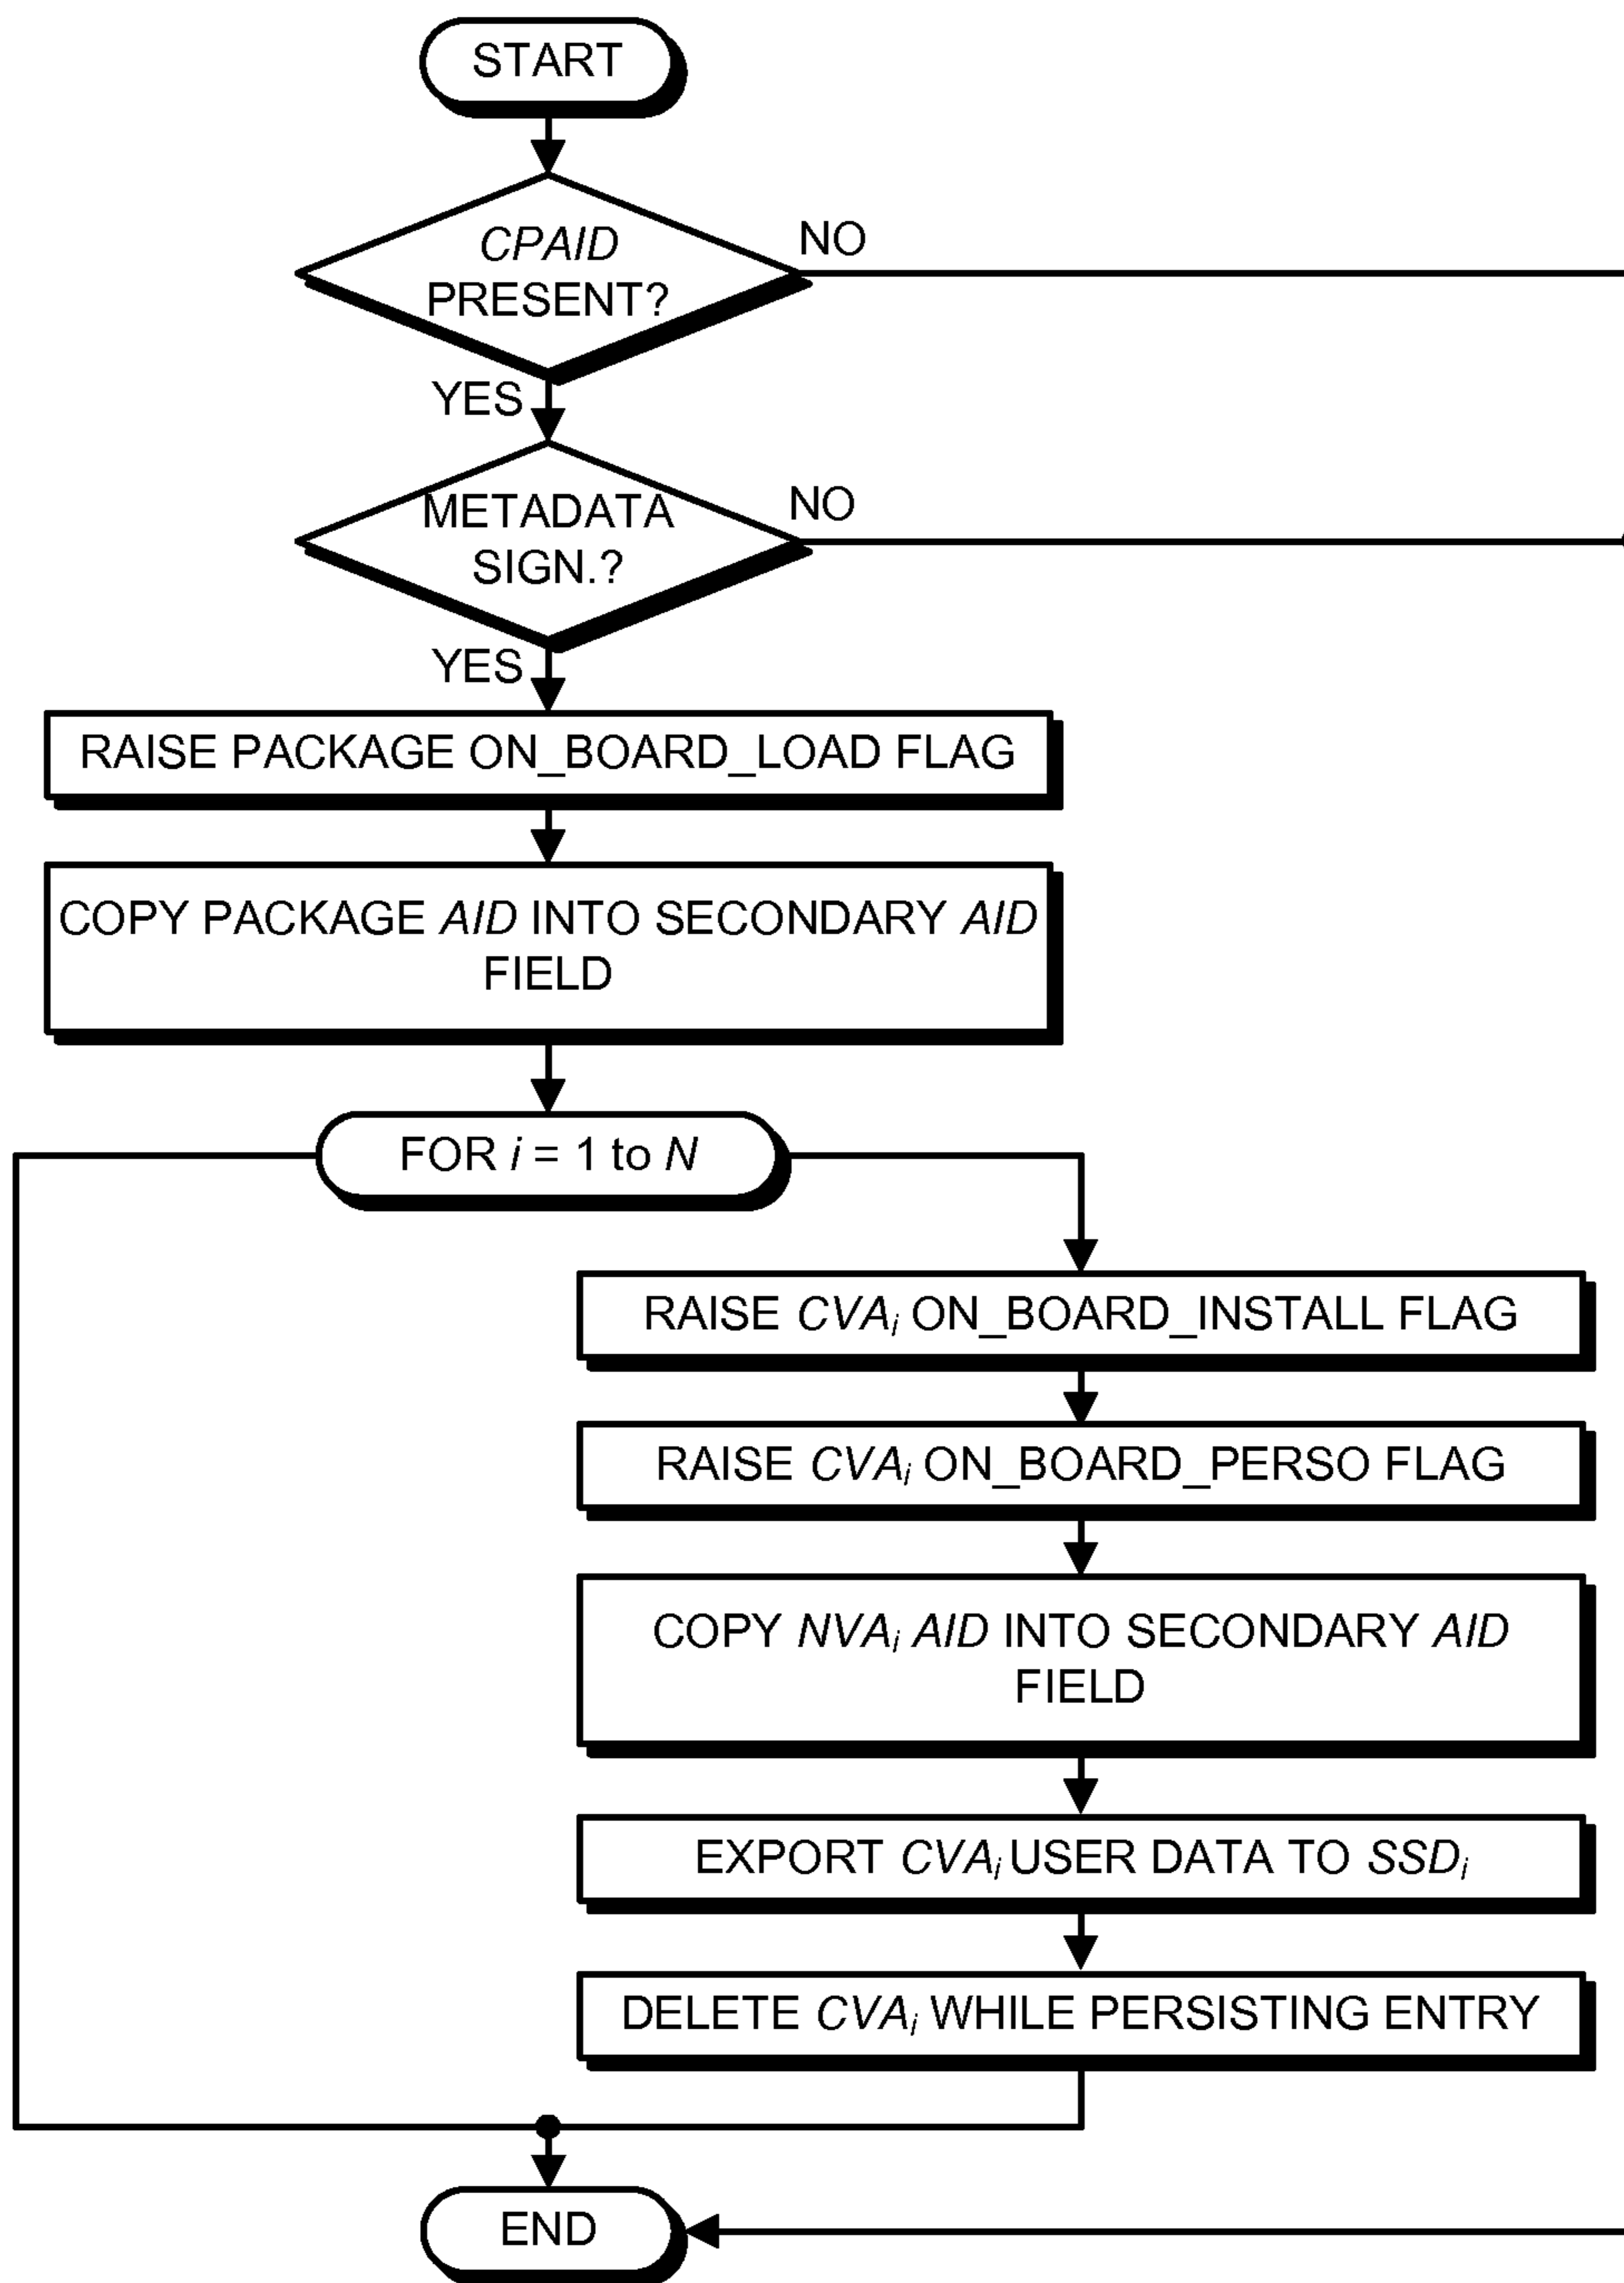 START
CPAID
PRESENT?
NO
YES
METADATA
SIGN.?
NO
YES
RAISE PACKAGE ON_BOARD_LOAD FLAG
COPY PACKAGE AID INTO SECONDARY AID
FIELD
FOR i = 1 to N
RAISE CVAi ON_BOARD_INSTALL FLAG
RAISE CVAi ON_BOARD_PERSO FLAG
COPY NVAi AID INTO SECONDARY AID
FIELD
EXPORT CVAi USER DATA TO SSDi
DELETE CVAi WHILE PERSISTING ENTRY
END